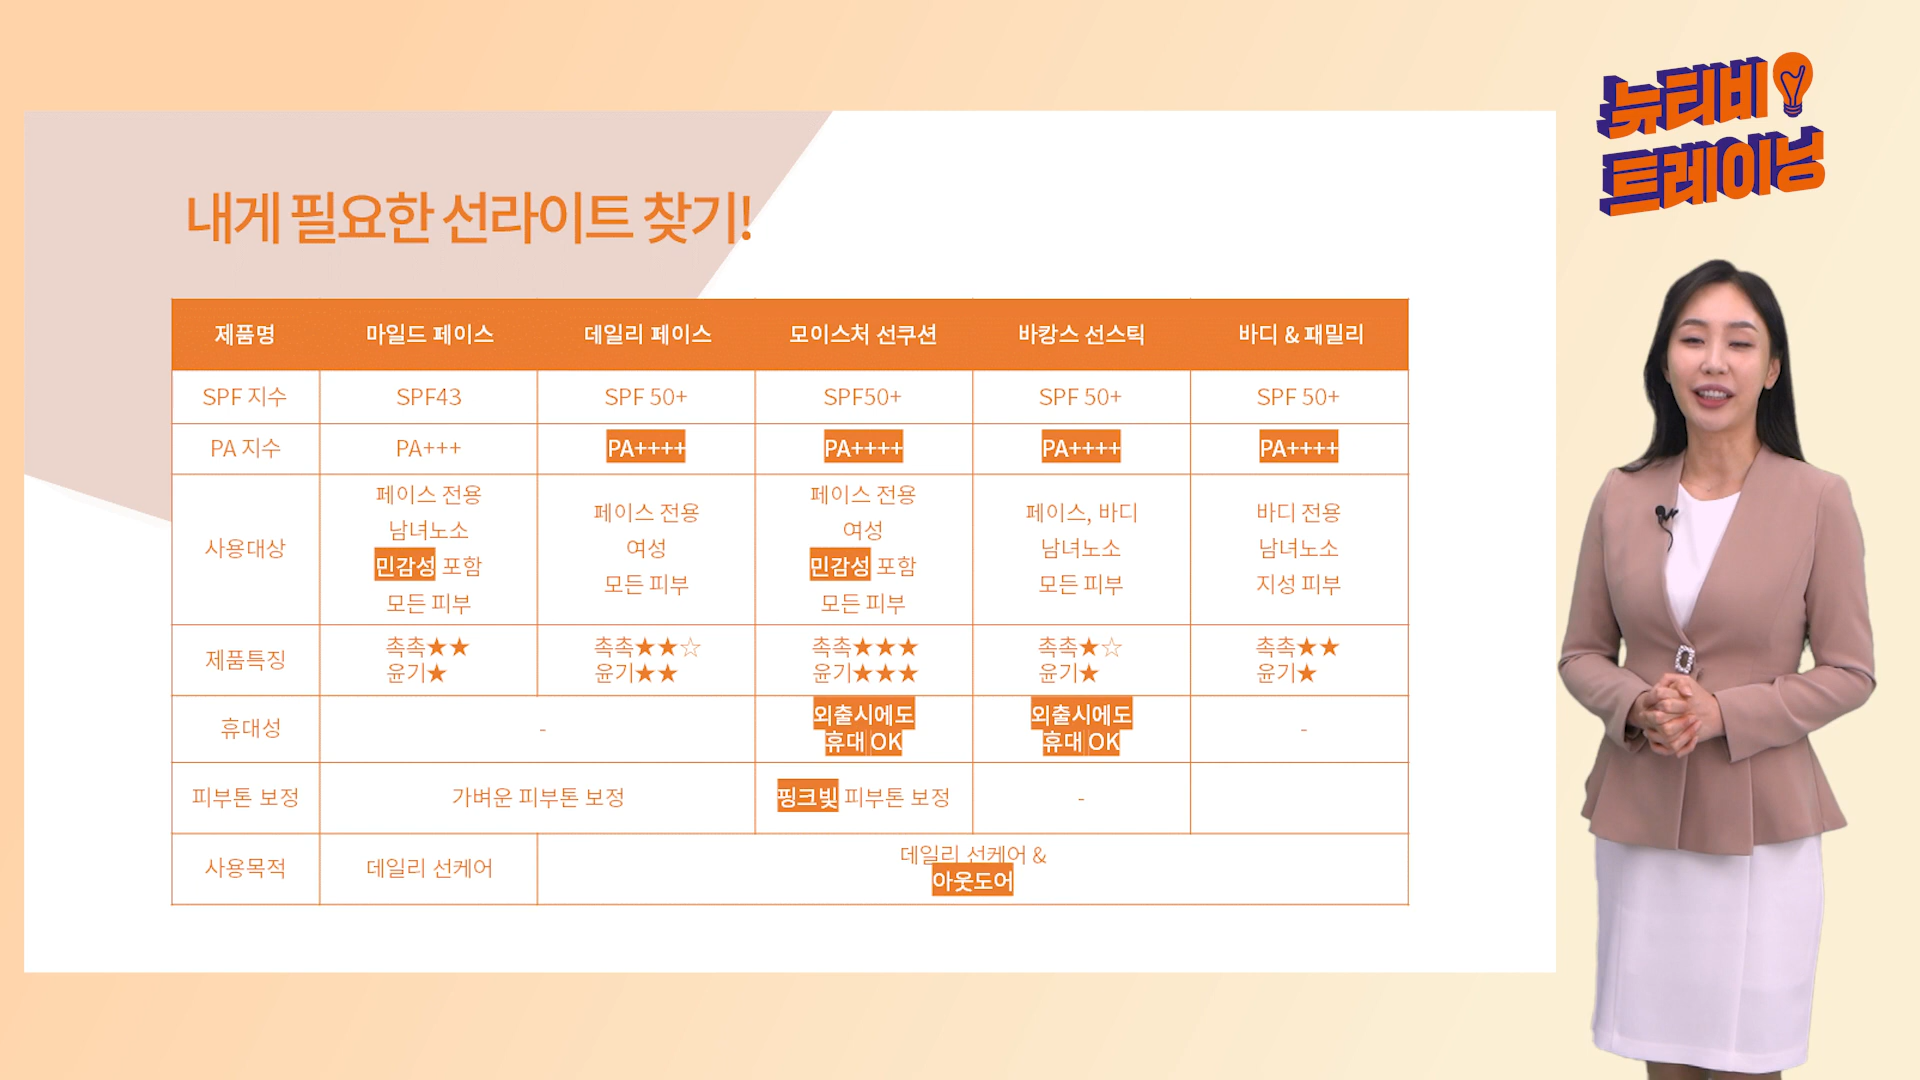 뉴티비
트레이닝
내게 필요한 선라이트 찾기!
제품명 마일드 페이스 데일리 페이스 모이스처 선쿠션 바캉스 선스틱 바디 & 패밀리
SPF 지수 SPF43 SPF 50+ SPF50+ SPF 50+ SPF 50+
PA 지수 PA+++ PA++++ PA++++ PA++++ PA++++
사용대상
페이스 전용
남녀노소
민감성 포함
모든 피부
페이스 전용
여성
모든 피부
페이스 전용
여성
민감성 포함
모든 피부
페이스, 바디
남녀노소
모든 피부
바디 전용
남녀노소
지성 피부
제품특징
촉촉★★
윤기★
촉촉★★☆
윤기★★
촉촉★★★
윤기★★★
촉촉★☆
윤기★
촉촉★★
윤기★
휴대성
-
외출시에도
휴대 OK
외출시에도
휴대 OK
-
피부톤 보정 가벼운 피부톤 보정 핑크빛 피부톤 보정 -
사용목적 데일리 선케어
데일리 선케어 &
아웃도어